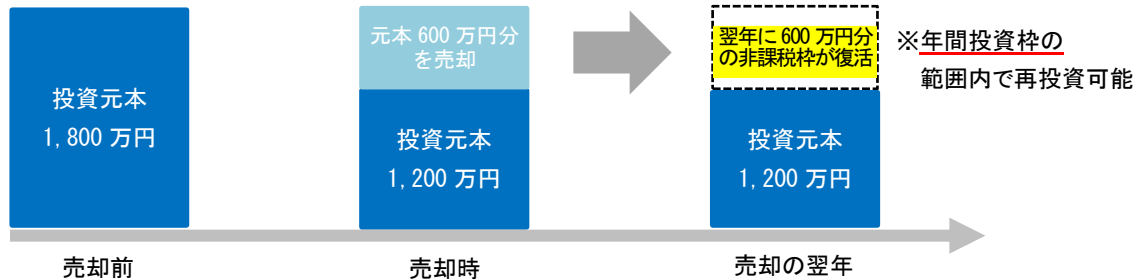 投資元本
1,800 万円
元本 600 万円分
を売却
投資元本
1,200 万円
翌年に 600 万円分
の非課税枠が復活
投資元本
1,200 万円
※年間投資枠の
範囲内で再投資可能
売却前
売却時
売却の翌年